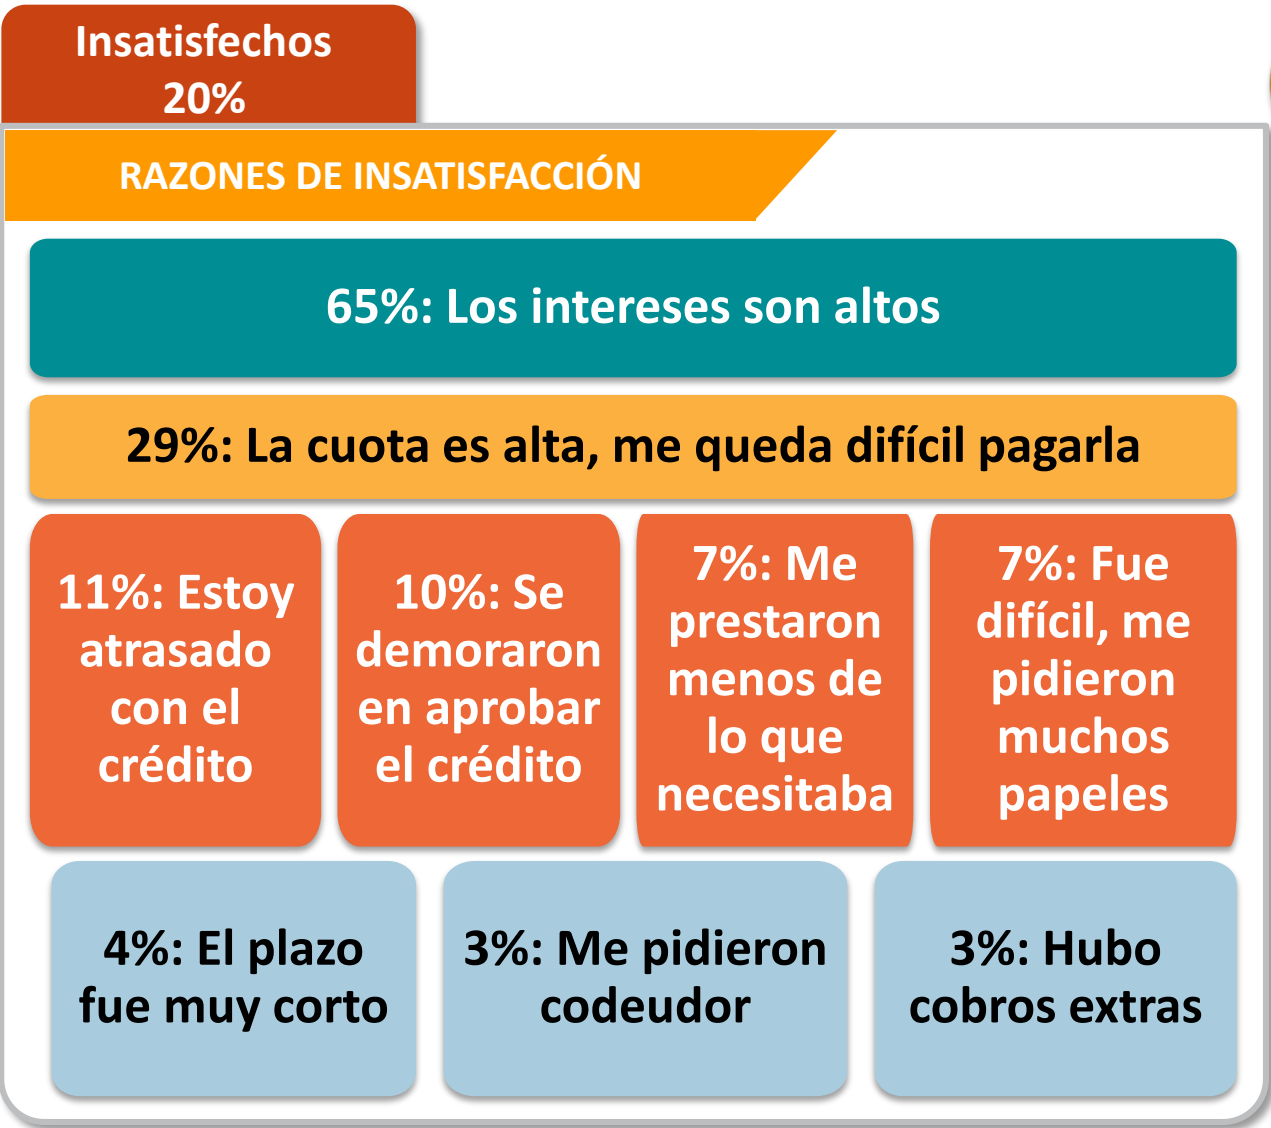 Insatisfechos
20%
RAZONES DE INSATISFACCIÓN
65%: Los intereses son altos
29%: La cuota es alta, me queda difícil pagarla
11%: Estoy
atrasado
con el
crédito
10%: Se
demoraron
en aprobar
el crédito
7%: Me
prestaron
menos de
lo que
necesitaba
7%: Fue
difícil, me
pidieron
muchos
papeles
4%: El plazo
fue muy corto
3%: Me pidieron
codeudor
3%: Hubo
cobros extras